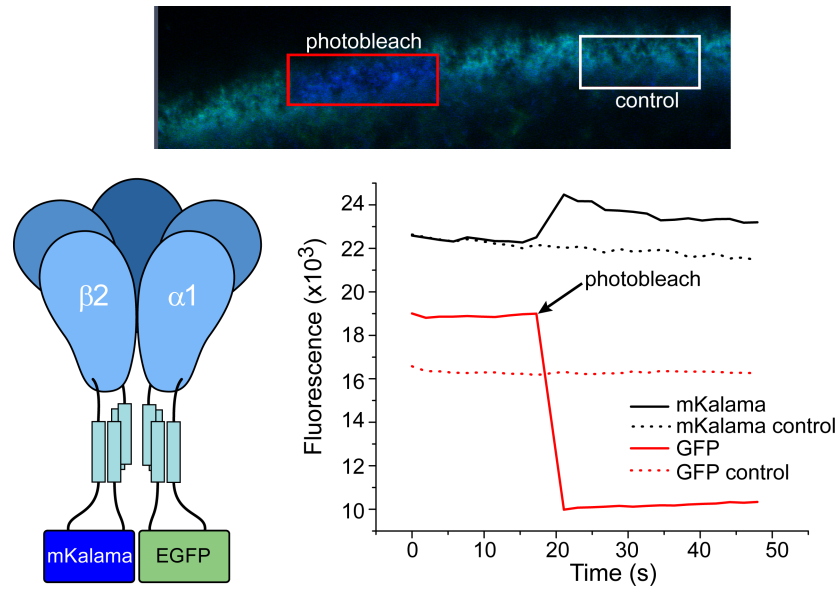 photobleach
control
β2
α1
mKalama
EGFP
Fluorescence (x10³)
24
22
20
18
16
14
12
10
photobleach
mKalama
mKalama control
GFP
GFP control
0
10
20
30
40
50
Time (s)